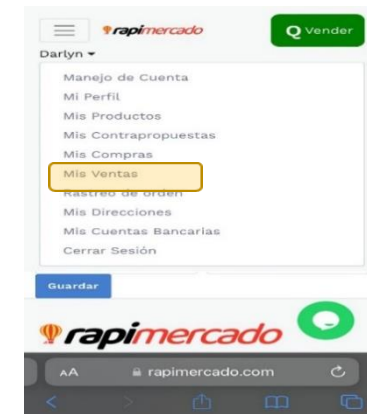 rapimercado
Q Vender
Darlyn
Manejo de Cuenta
Mi Perfil
Mis Productos
Mis Contrapropuestas
Mis Compras
Mis Ventas
Rastreo de orden
Mis Direcciones
Mis Cuentas Bancarias
Cerrar Sesión
Guardar
rapimercado
AA rapimercado.com